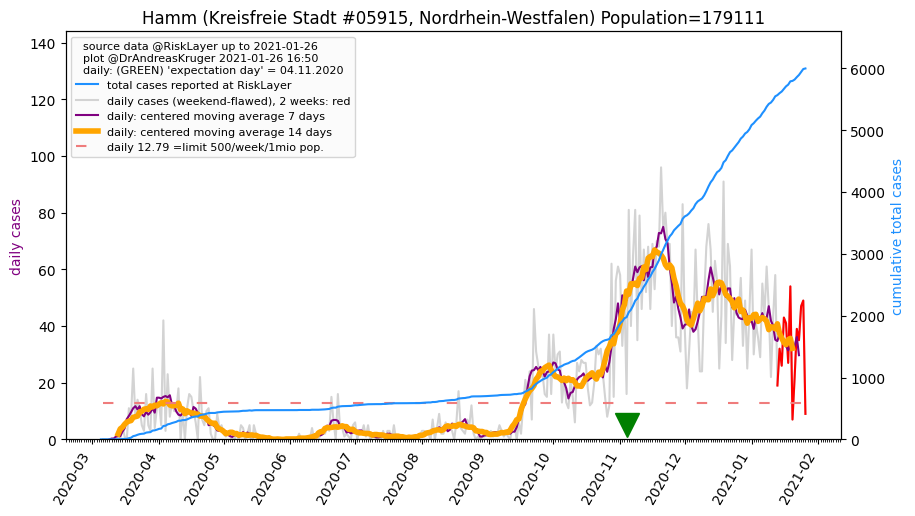 Hamm (Kreisfreie Stadt #05915, Nordrhein-Westfalen) Population=179111
source data @RiskLayer up to 2021-01-26
plot @DrAndreasKruger 2021-01-26 16:50
daily: (GREEN) 'expectation day' = 04.11.2020
total cases reported at RiskLayer
daily cases (weekend-flawed), 2 weeks: red
daily: centered moving average 7 days
daily: centered moving average 14 days
daily 12.79 =limit 500/week/1mio pop.
daily cases
140
120
100
80
60
40
20
0
cumulative total cases
6000
5000
4000
3000
2000
1000
0
2020-03
2020-04
2020-05
2020-06
2020-07
2020-08
2020-09
2020-10
2020-11
2020-12
2021-01
2021-02